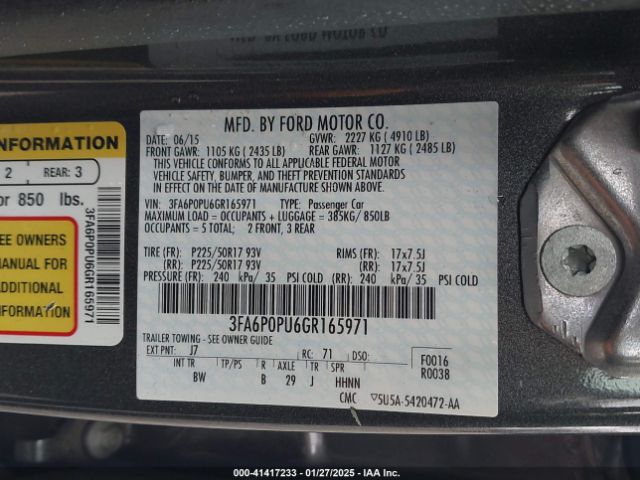 INFORMATION
2 REAR: 3
or 850 lbs.
EE OWNERS
MANUAL FOR
ADDITIONAL
INFORMATION
3FA6P0PU6GR165971
MFD. BY FORD MOTOR CO.
DATE: 06/15 GVWR: 2227 KG ( 4910 LB)
FRONT GAWR: 1105 KG ( 2435 LB) REAR GAWR: 1127 KG ( 2485 LB)
THIS VEHICLE CONFORMS TO ALL APPLICABLE FEDERAL MOTOR
VEHICLE SAFETY, BUMPER, AND THEFT PREVENTION STANDARDS
IN EFFECT ON THE DATE OF MANUFACTURE SHOWN ABOVE.
VIN: 3FA6P0PU6GR165971 TYPE: Passenger Car
MAXIMUM LOAD = OCCUPANTS + LUGGAGE = 385KG/850LB
OCCUPANTS = 5 TOTAL; 2 FRONT, 3 REAR
TIRE (FR): P225/50R17 93V RIMS (FR): 17x7.5J
TIRE (RR): P225/50R17 93V RIMS (RR): 17x7.5J
PRESSURE (FR): 240 kPa/ 35 PSI COLD (RR): 240 kPa/ 35 PSI COLD
3FA6P0PU6GR165971
TRAILER TOWING - SEE OWNER GUIDE
EXT PNT: J7 RC: 71 DSO: F0016
INT TR TP/PS R AXLE TR SPR R0038
BW B 29 J HHNN
CMC ▽5U5A-5420472-AA
000-41417233 - 01/27/2025 - IAA Inc.